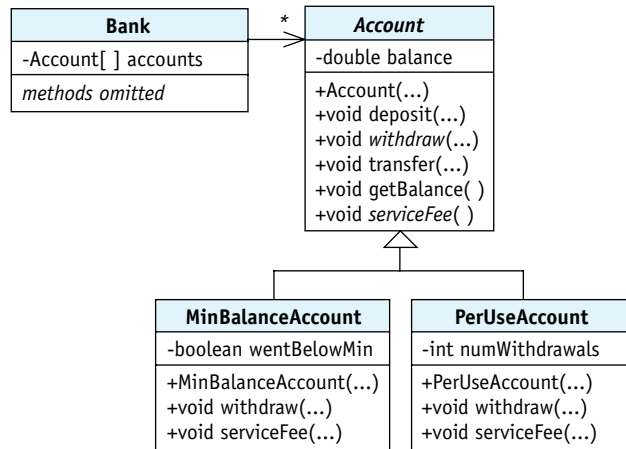 Bank
-Account[ ] accounts
methods omitted
*
Account
-double balance
+Account(...)
+void deposit(...)
+void withdraw(...)
+void transfer(...)
+void getBalance( )
+void serviceFee( )
MinBalanceAccount
-boolean wentBelowMin
+MinBalanceAccount(...)
+void withdraw(...)
+void serviceFee(...)
PerUseAccount
-int numWithdrawals
+PerUseAccount(...)
+void withdraw(...)
+void serviceFee(...)